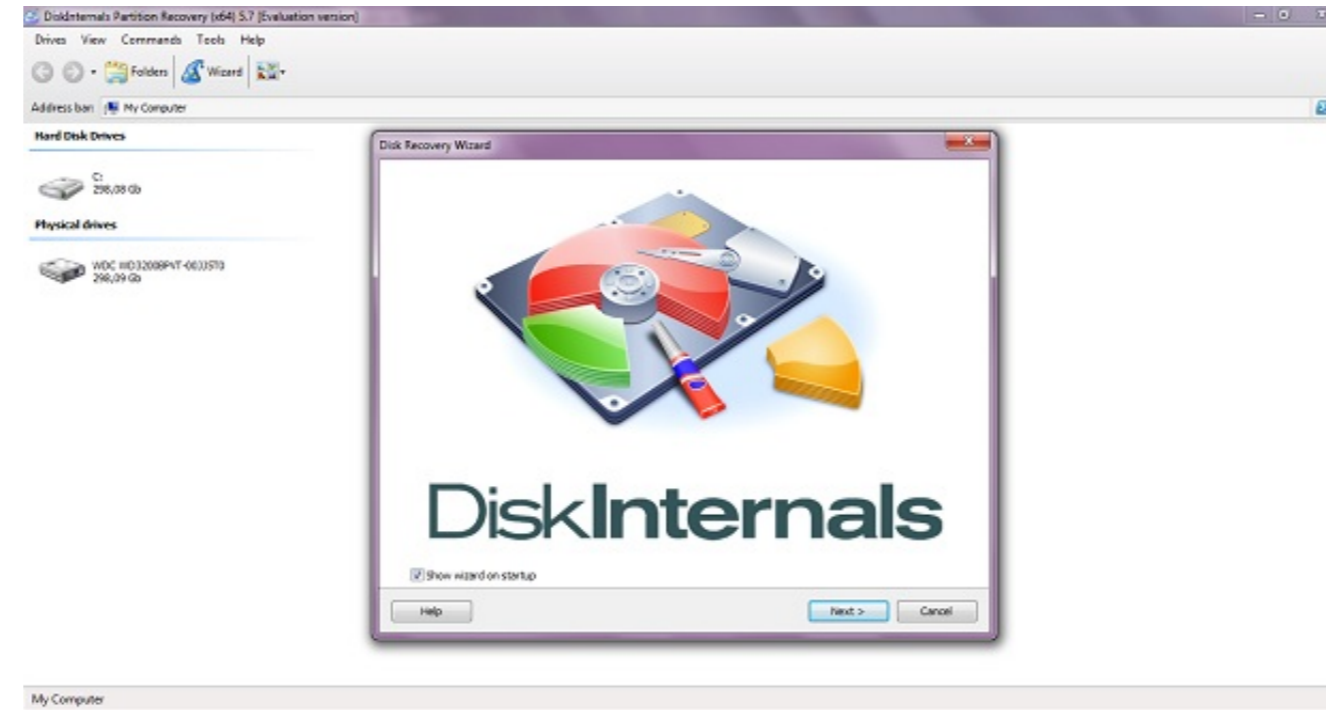 DiskInternals Partition Recovery (x64) 5.7 [Evaluation version]
Drives View Commands Tools Help
Folders Wizard
Address bar: My Computer
Hard Disk Drives
C:
298,08 Gb
Physical drives
WDC
298,09 Gb
Disk Recovery Wizard
DiskInternals
Show wizard on startup
Help Next > Cancel
My Computer